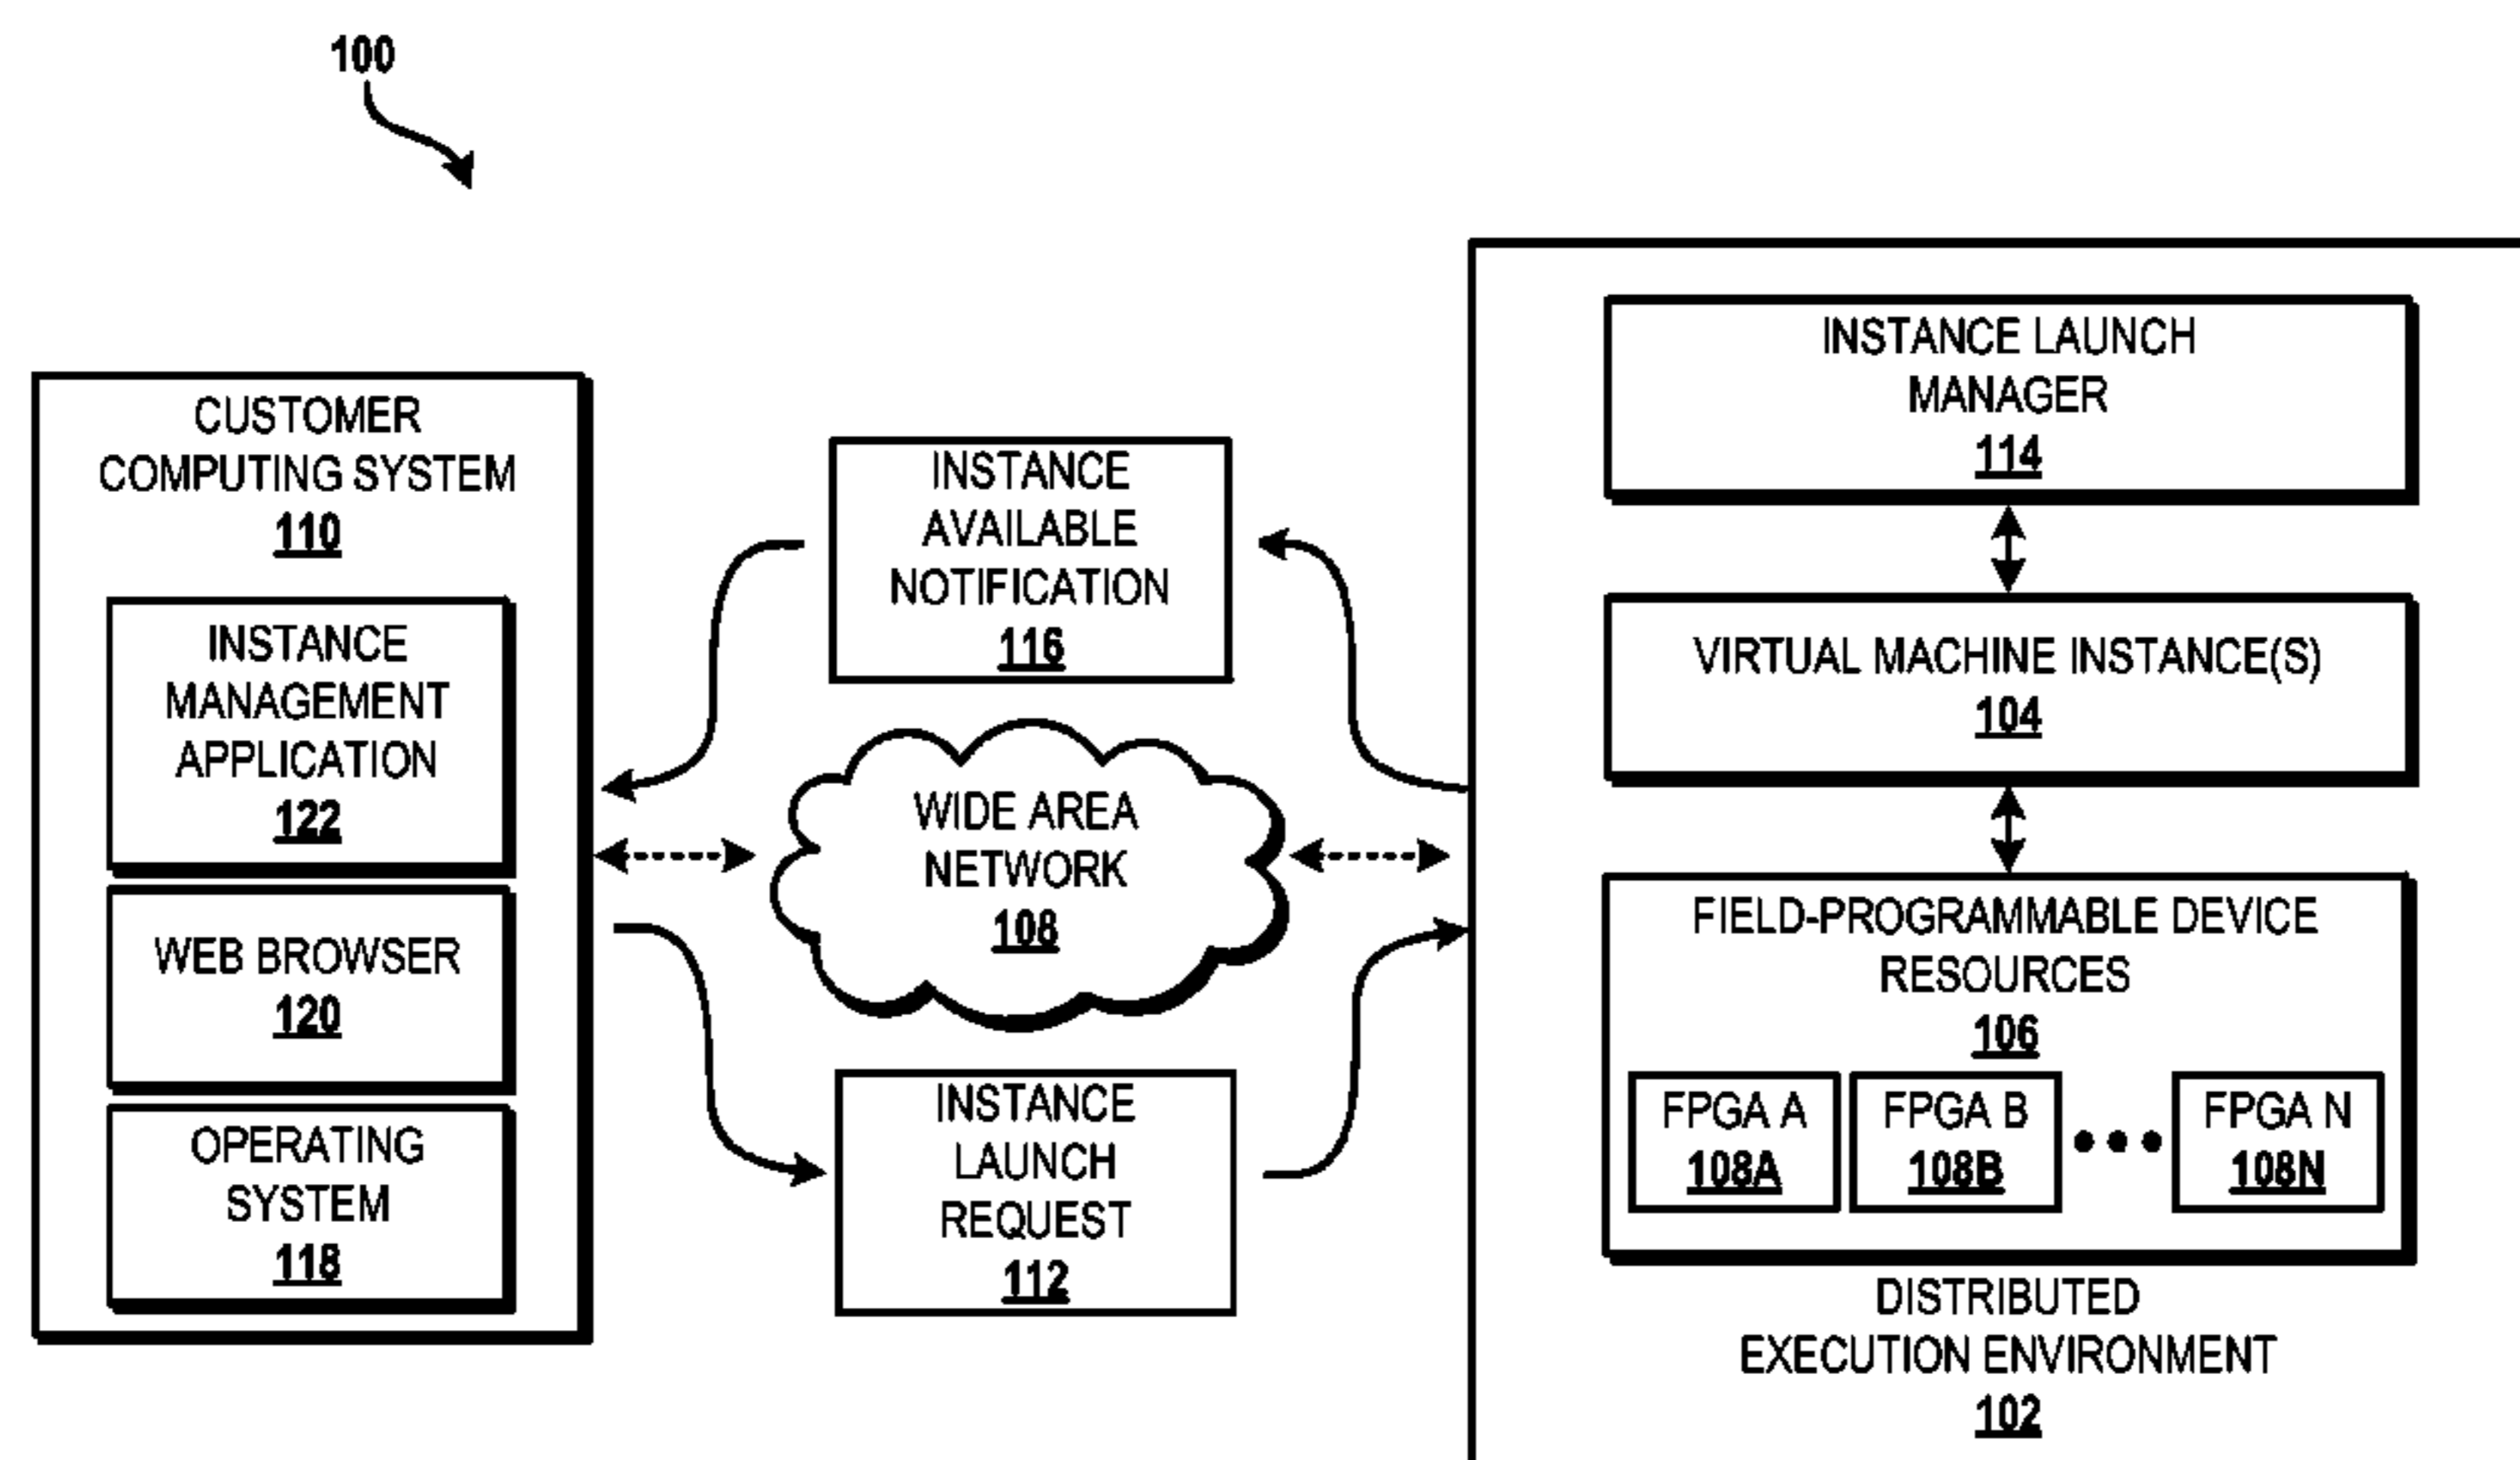 100
CUSTOMER
COMPUTING SYSTEM
110
INSTANCE
MANAGEMENT
APPLICATION
122
WEB BROWSER
120
OPERATING
SYSTEM
118
INSTANCE
AVAILABLE
NOTIFICATION
116
WIDE AREA
NETWORK
108
INSTANCE
LAUNCH
REQUEST
112
INSTANCE LAUNCH
MANAGER
114
VIRTUAL MACHINE INSTANCE(S)
104
FIELD-PROGRAMMABLE DEVICE
RESOURCES
106
FPGA A
108A
FPGA B
108B
FPGA N
108N
DISTRIBUTED
EXECUTION ENVIRONMENT
102